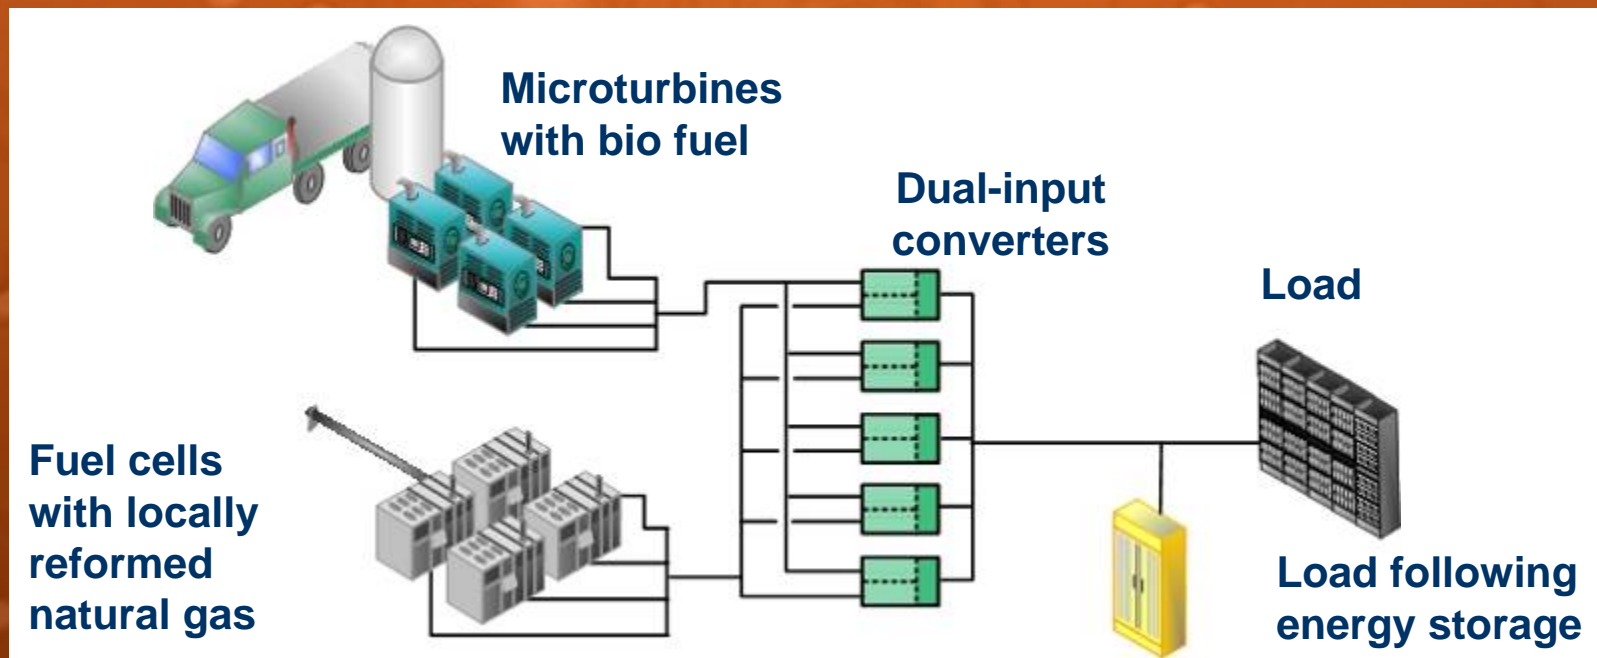 Microturbines
with bio fuel
Dual-input
converters
Load
Fuel cells
with locally
reformed
natural gas
Load following
energy storage